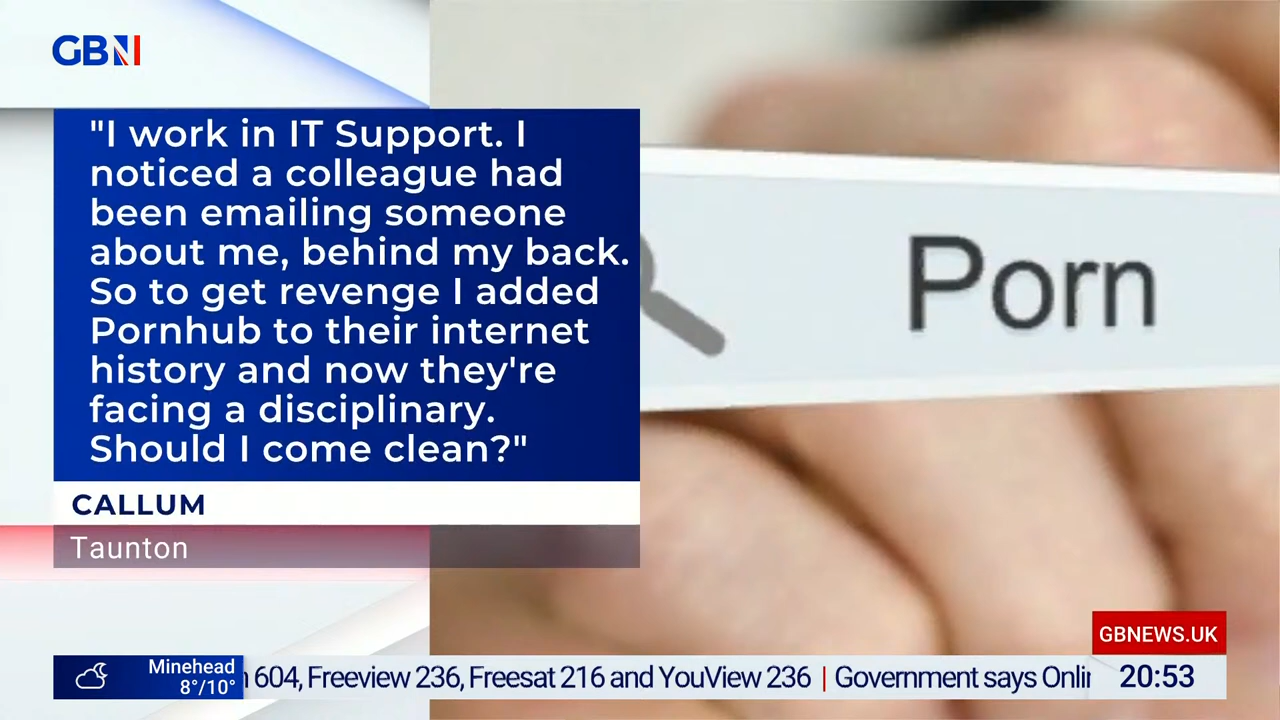 GBN
"I work in IT Support. I
noticed a colleague had
been emailing someone
about me, behind my back.
So to get revenge I added
Pornhub to their internet
history and now they're
facing a disciplinary.
Should I come clean?"
CALLUM
Taunton
Porn
GBNEWS.UK
Minehead
8°/10°
604, Freeview 236, Freesat 216 and YouView 236 | Government says
20:53